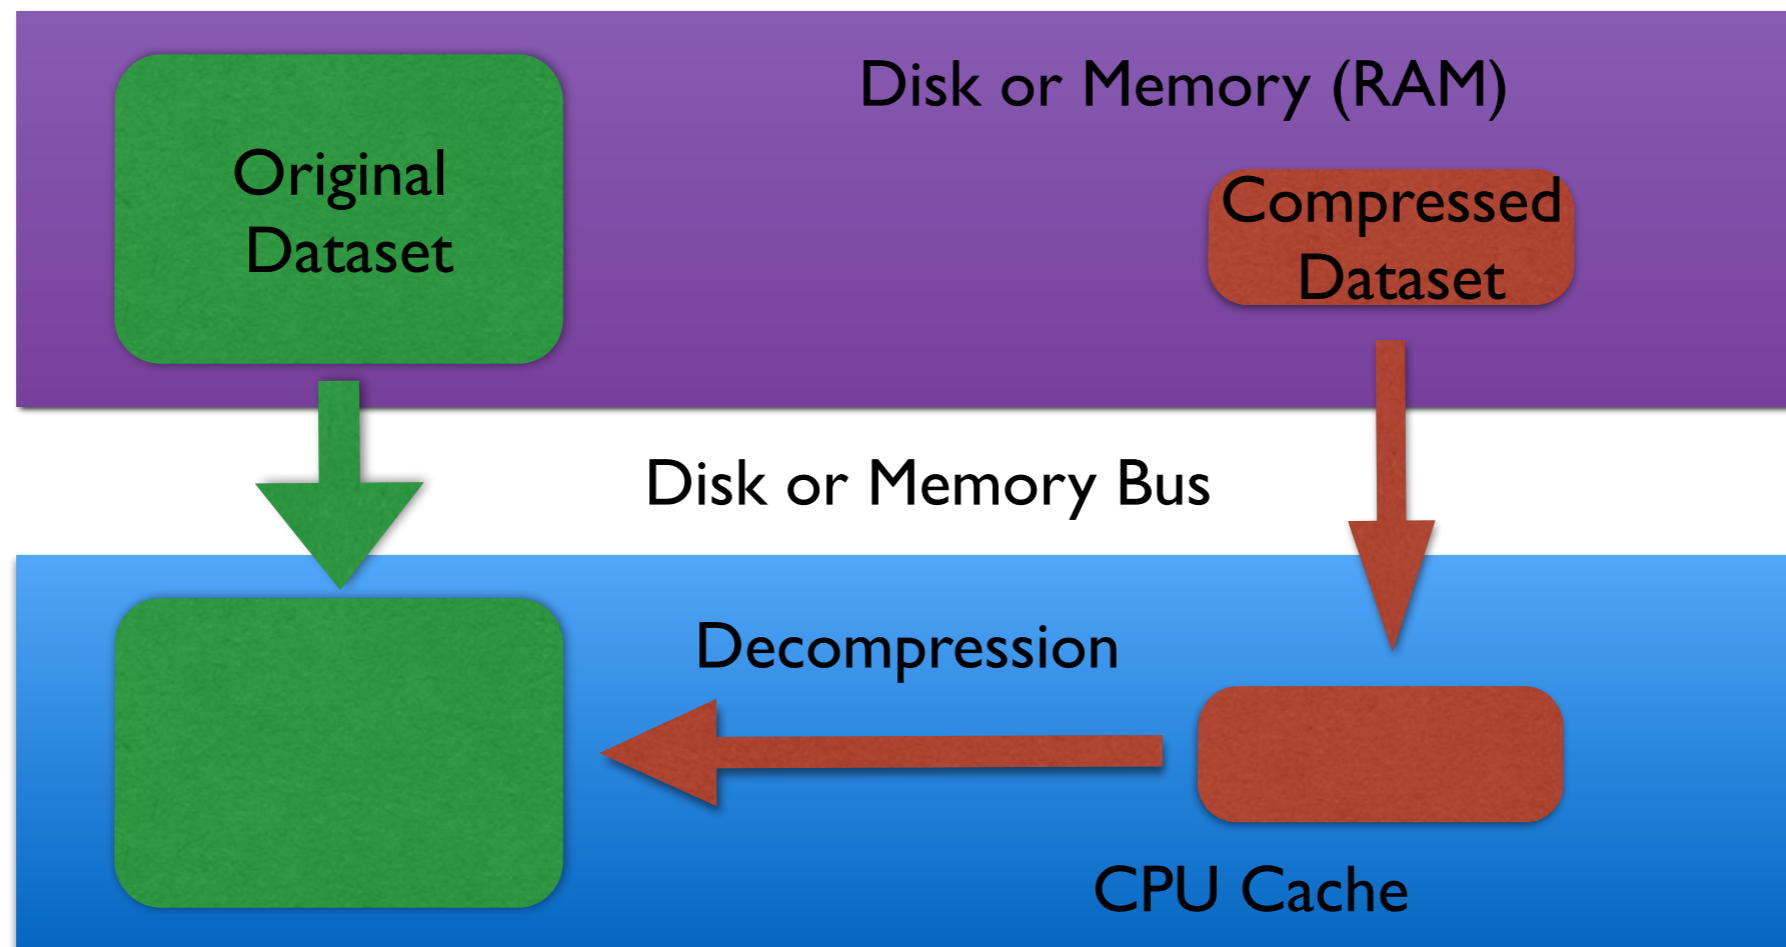 Disk or Memory (RAM)
Original
Dataset
Compressed
Dataset
Disk or Memory Bus
Decompression
CPU Cache